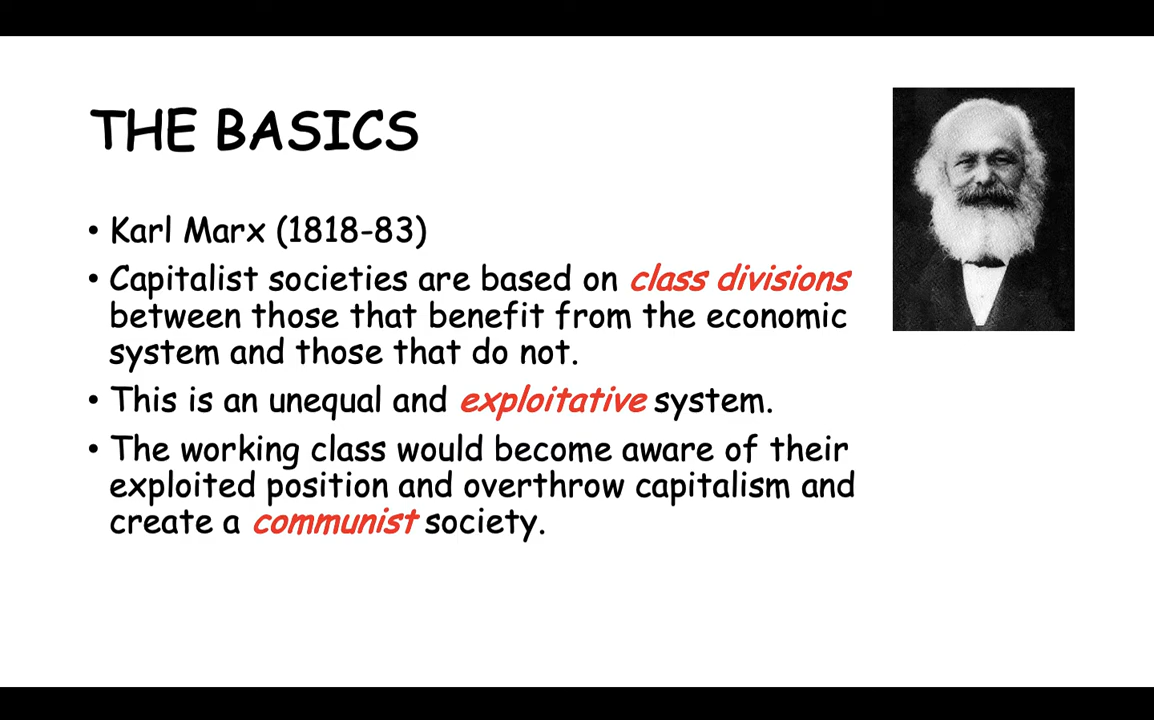 THE BASICS
• Karl Marx (1818-83)
• Capitalist societies are based on class divisions
between those that benefit from the economic
system and those that do not.
• This is an unequal and exploitative system.
• The working class would become aware of their
exploited position and overthrow capitalism and
create a communist society.